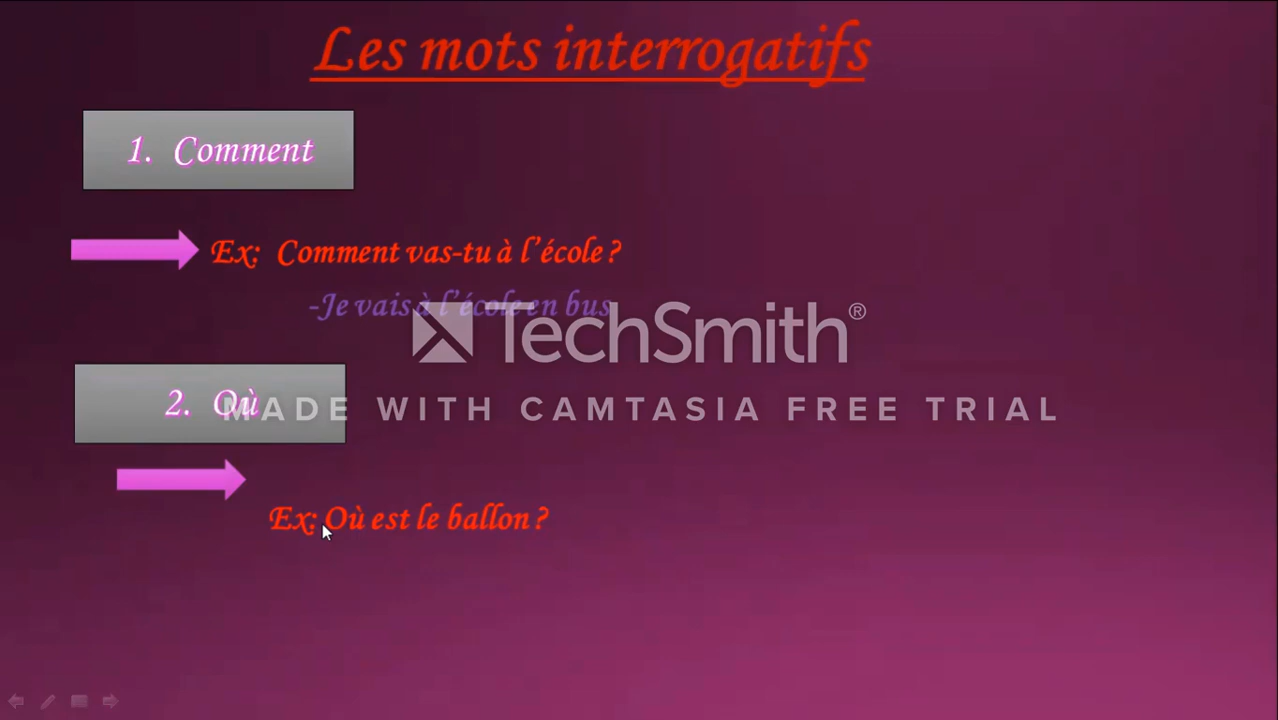 Les mots interrogatifs
1. Comment
Ex: Comment vas-tu à l'école ?
-Je vais à l'école en bus
TechSmith®
2. Où
MADE WITH CAMTASIA FREE TRIAL
Ex: Où est le ballon ?